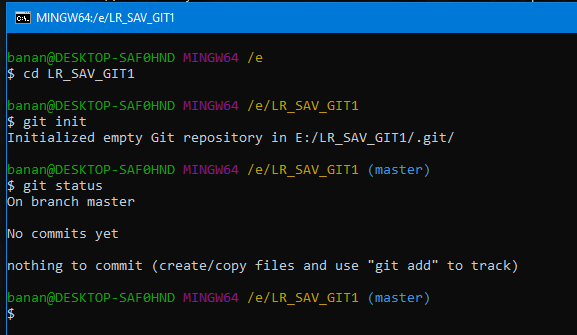 MINGW64:/e/LR_SAV_GIT1
banan@DESKTOP-SAF0HND MINGW64 /e
$ cd LR_SAV_GIT1
banan@DESKTOP-SAF0HND MINGW64 /e/LR_SAV_GIT1
$ git init
Initialized empty Git repository in E:/LR_SAV_GIT1/.git/
banan@DESKTOP-SAF0HND MINGW64 /e/LR_SAV_GIT1 (master)
$ git status
On branch master
No commits yet
nothing to commit (create/copy files and use "git add" to track)
banan@DESKTOP-SAF0HND MINGW64 /e/LR_SAV_GIT1 (master)
$